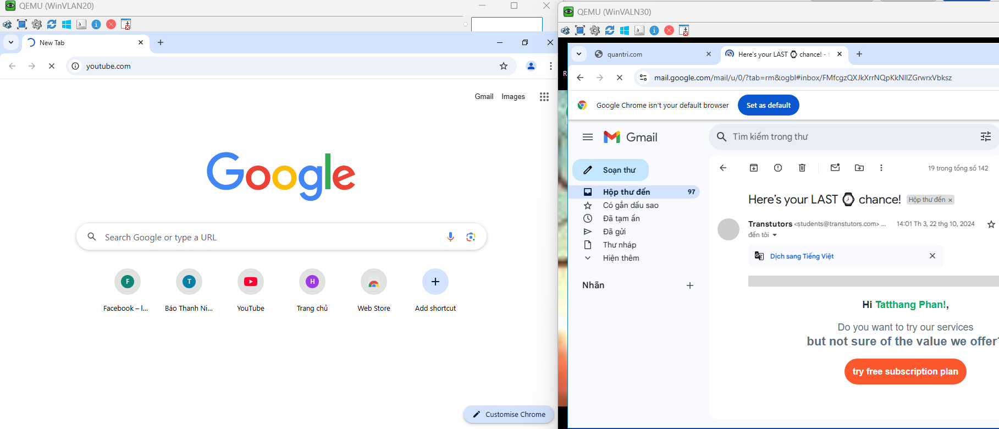 QEMU (WinVLAN20)
New Tab
youtube.com
Gmail Images
Google
Search Google or type a URL
F
T
H
Facebook – l...
Báo Thanh Ni...
YouTube
Trang chủ
Web Store
Add shortcut
Customise Chrome
QEMU (WinVALN30)
quantri.com
Here's your LAST ⌚ chance! -
mail.google.com/mail/u/0/?tab=rm&ogbl#inbox/FMfcgzQXJkXrrNQpKkNllZGrwrxVbksz
Google Chrome isn't your default browser
Set as default
Gmail
Tìm kiếm trong thư
Soạn thư
19 trong tổng số 142
Hộp thư đến 97
Có gắn dấu sao
Đã tạm ẩn
Đã gửi
Thư nháp
Hiện thêm
Nhãn
Here's your LAST ⌚ chance! Hộp thư đến ×
Transtutors <students@transtutors.com> ... 14:01 Th 3, 22 thg 10, 2024
đến tôi
Dịch sang Tiếng Việt
Hi Tatthang Phan!,
Do you want to try our services
but not sure of the value we offer?
try free subscription plan